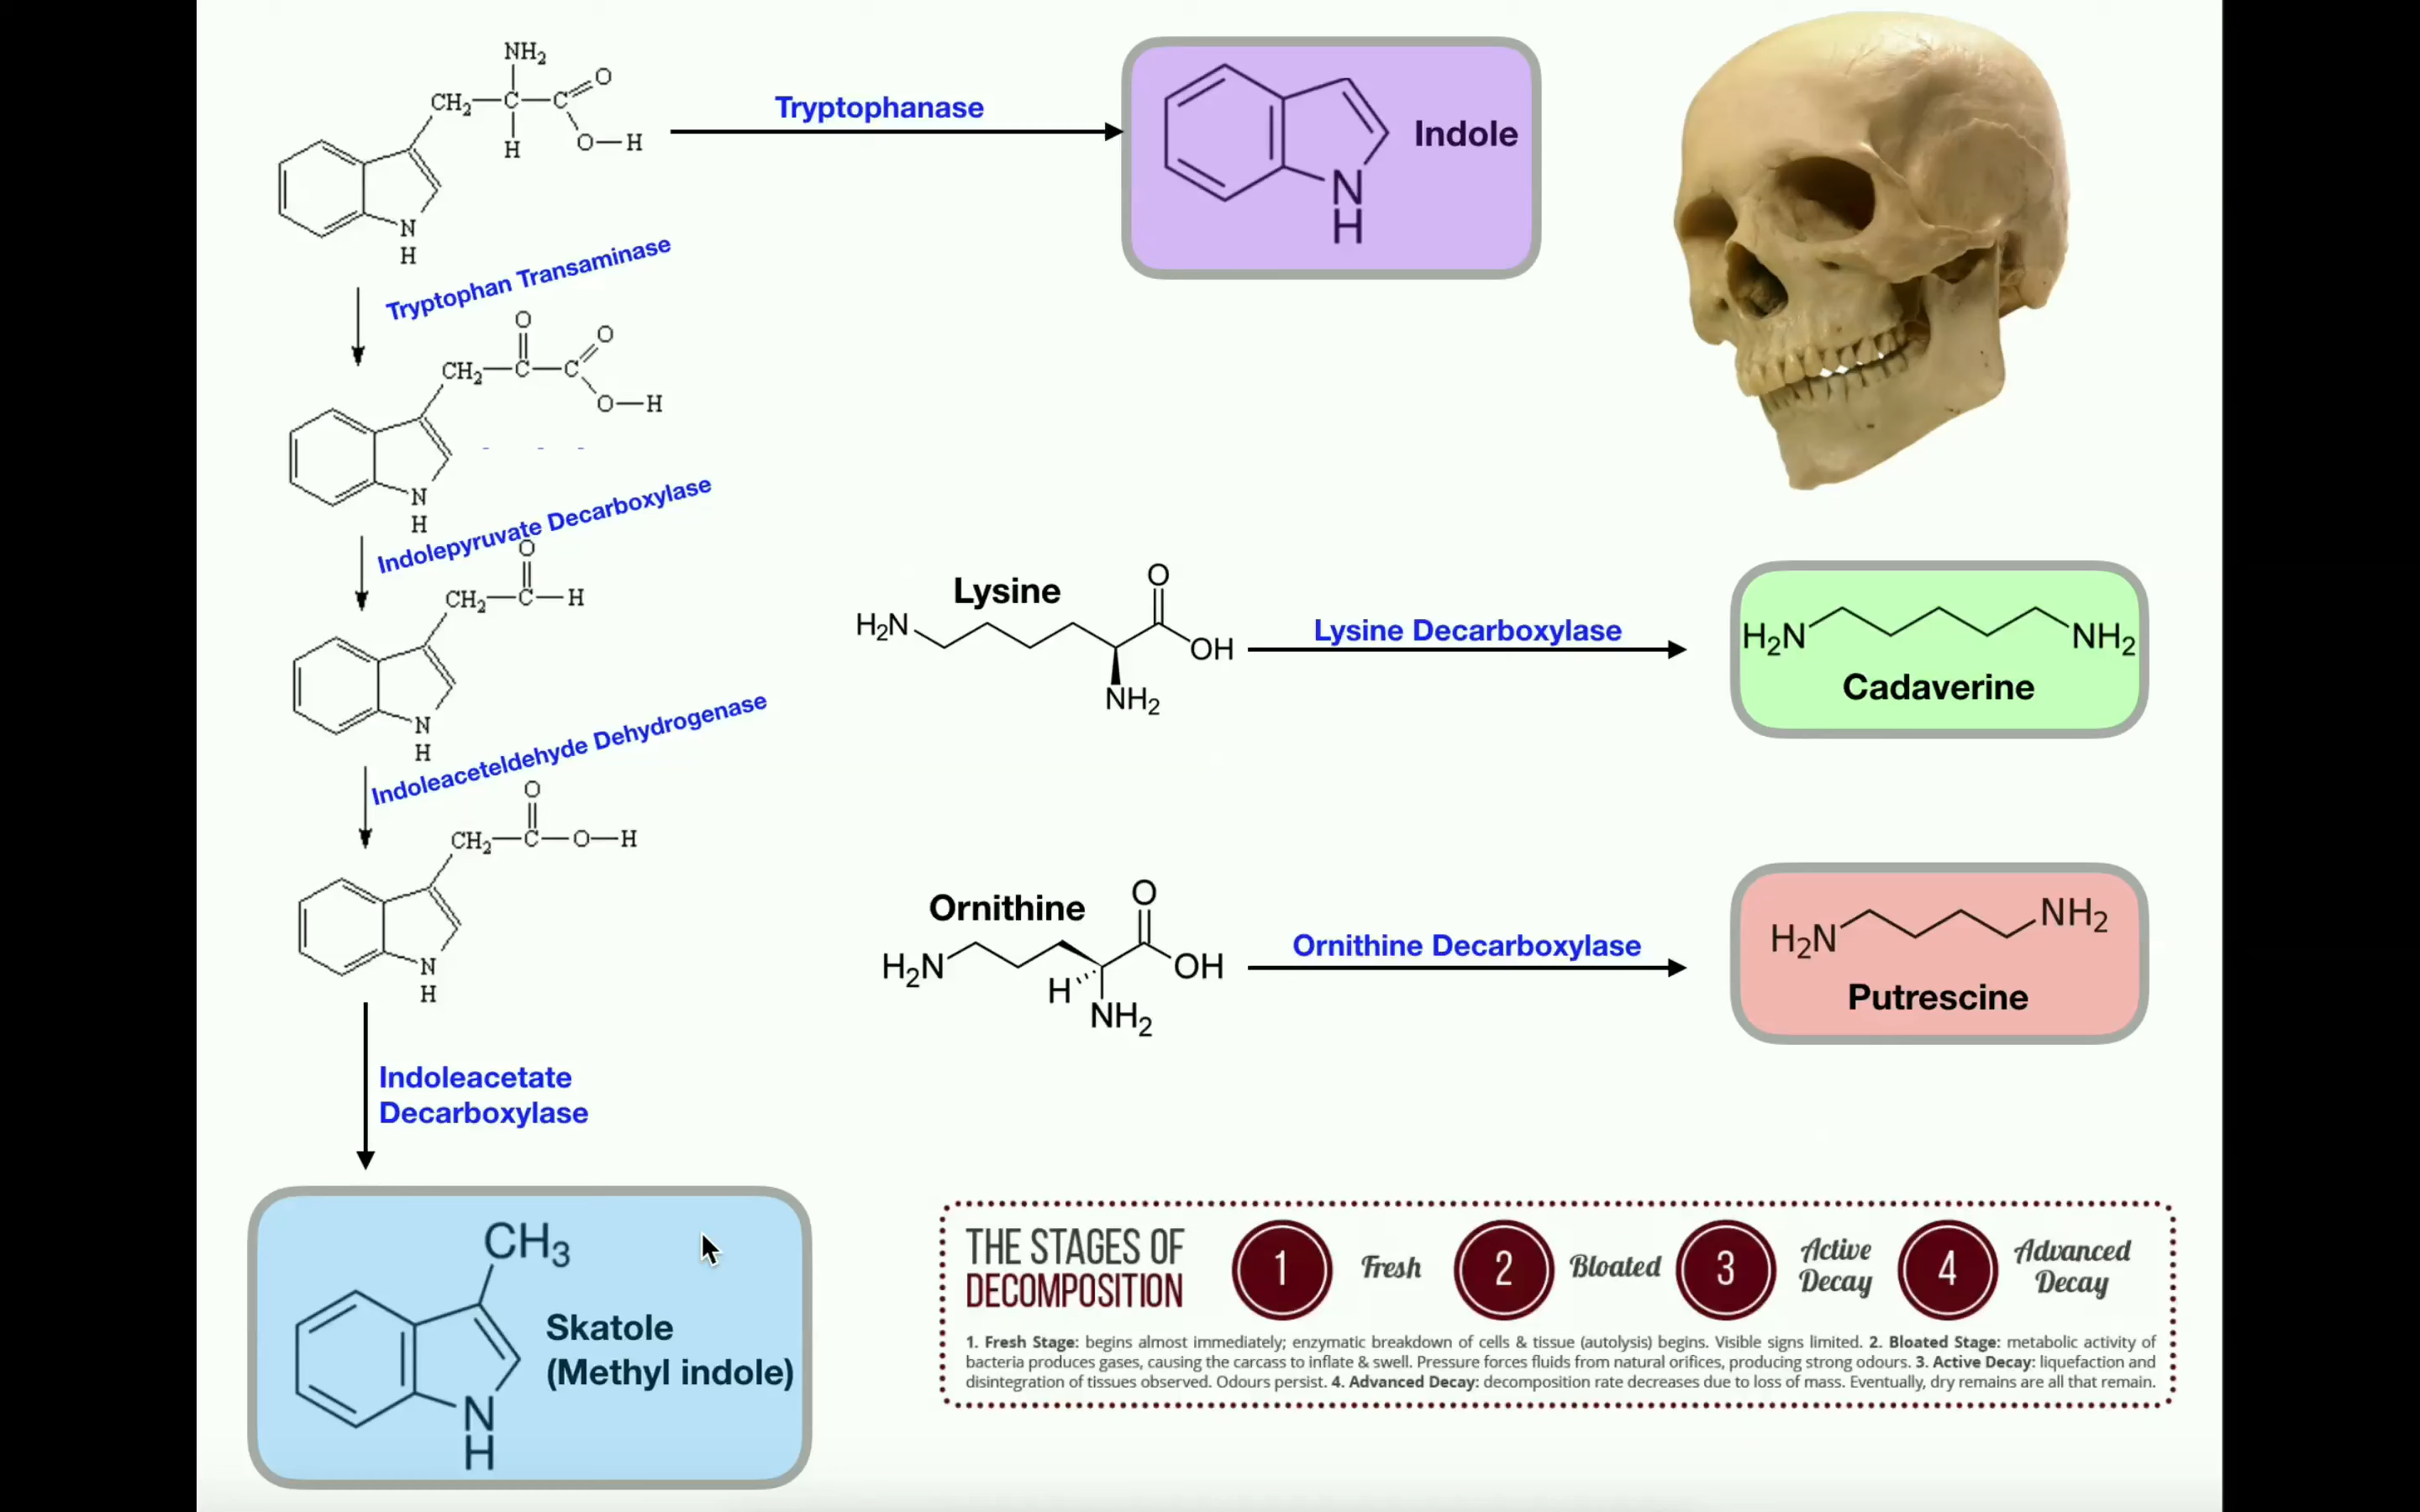 NH2
CH2—C—C
O
H
O—H
N
H
Tryptophanase
Indole
N
H
Tryptophan Transaminase
O
O
CH2—C—C
O—H
N
H
Indolepyruvate Decarboxylase
O
CH2—C—H
N
H
Indoleaceteldehyde Dehydrogenase
O
CH2—C—O—H
N
H
Indoleacetate
Decarboxylase
CH3
Skatole
(Methyl indole)
N
H
Lysine
O
H2N
OH
NH2
Lysine Decarboxylase
H2N
NH2
Cadaverine
Ornithine
O
H2N
OH
H
NH2
Ornithine Decarboxylase
NH2
H2N
Putrescine
THE STAGES OF
DECOMPOSITION
1
Fresh
2
Bloated
3
Active
Decay
4
Advanced
Decay
1. Fresh Stage: begins almost immediately; enzymatic breakdown of cells & tissue (autolysis) begins. Visible signs limited. 2. Bloated Stage: metabolic activity of
bacteria produces gases, causing the carcass to inflate & swell. Pressure forces fluids from natural orifices, producing strong odours. 3. Active Decay: liquefaction and
disintegration of tissues observed. Odours persist. 4. Advanced Decay: decomposition rate decreases due to loss of mass. Eventually, dry remains are all that remain.